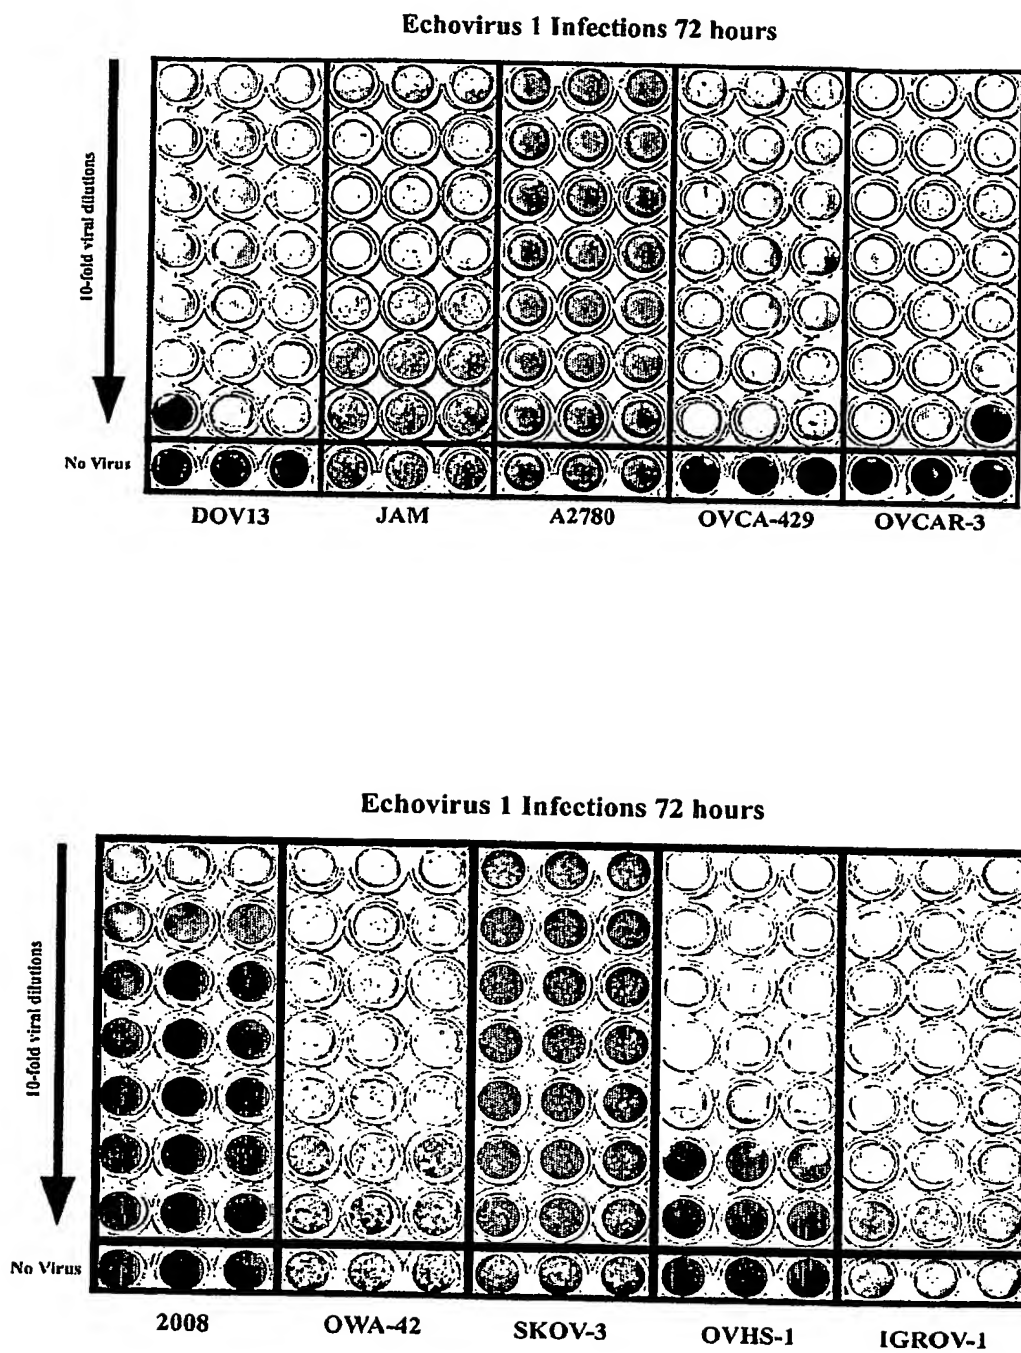 Echovirus 1 Infections 72 hours
10-fold viral dilutions
No Virus
DOV13 JAM A2780 OVCA-429 OVCAR-3
Echovirus 1 Infections 72 hours
10-fold viral dilutions
No Virus
2008 OWA-42 SKOV-3 OVHS-1 IGROV-1